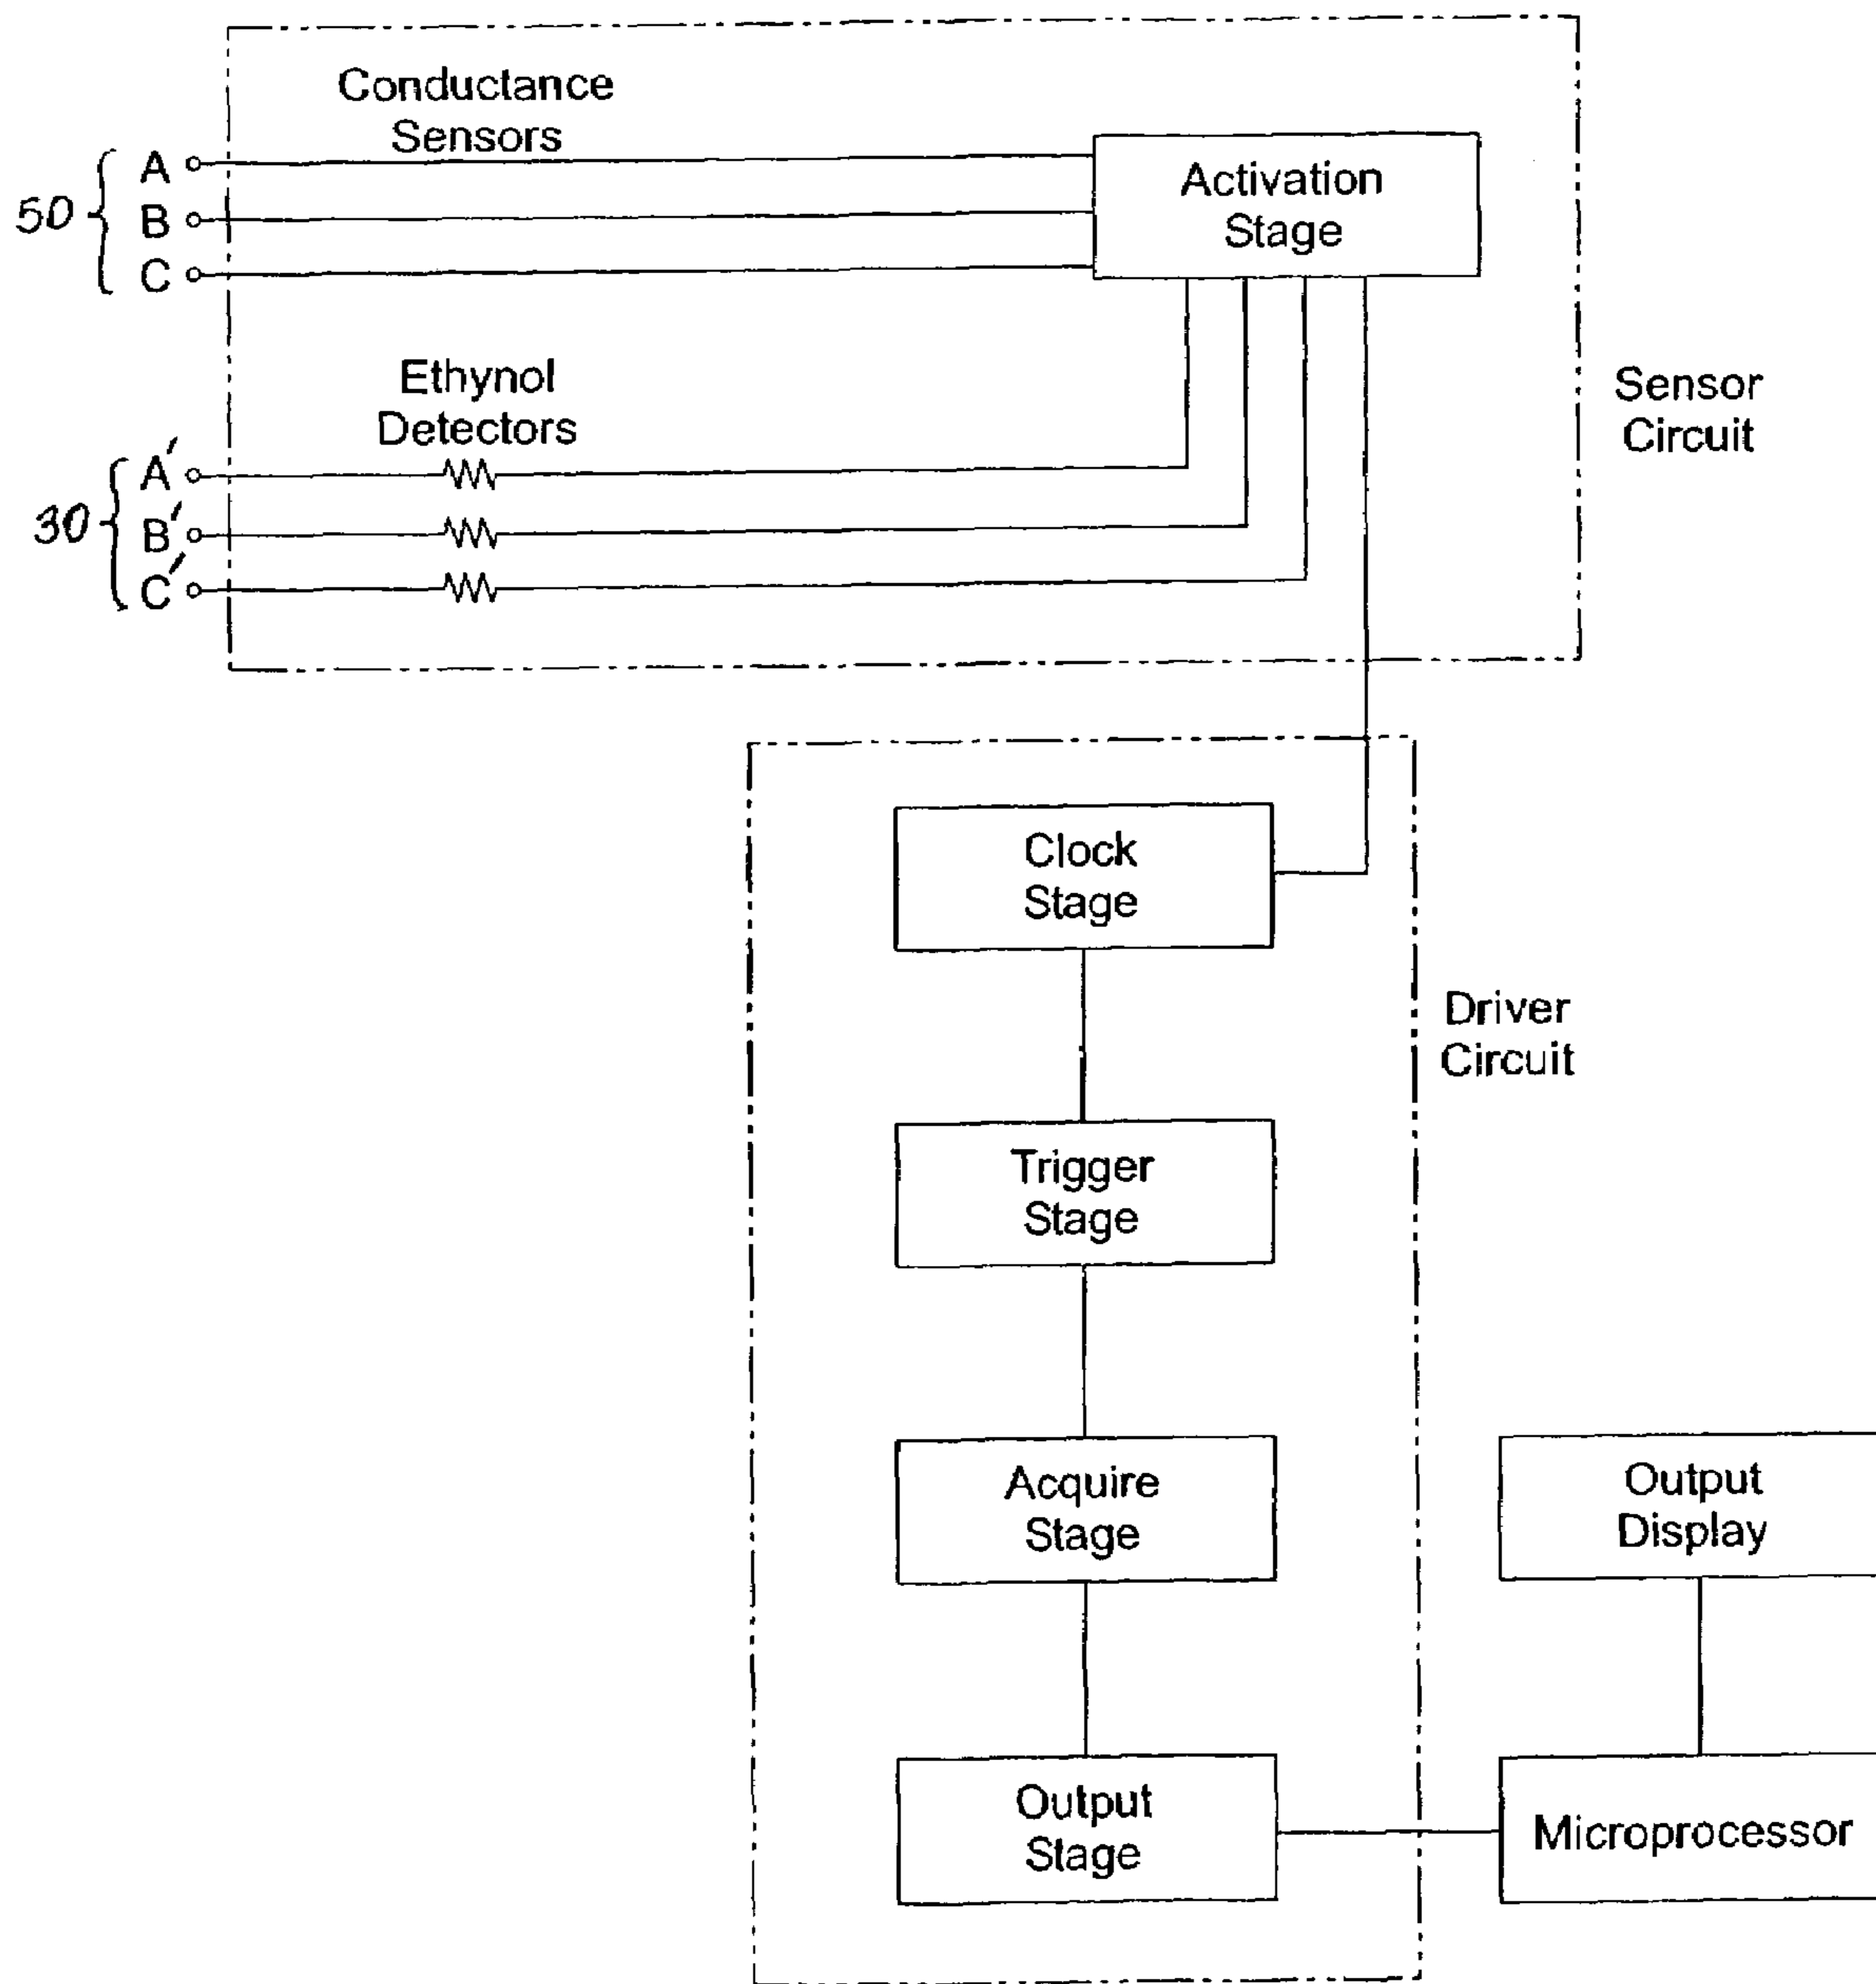 Conductance
Sensors
50
A
B
C
Activation
Stage
Ethynol
Detectors
30
A'
B'
C'
Sensor
Circuit
Clock
Stage
Driver
Circuit
Trigger
Stage
Acquire
Stage
Output
Display
Output
Stage
Microprocessor